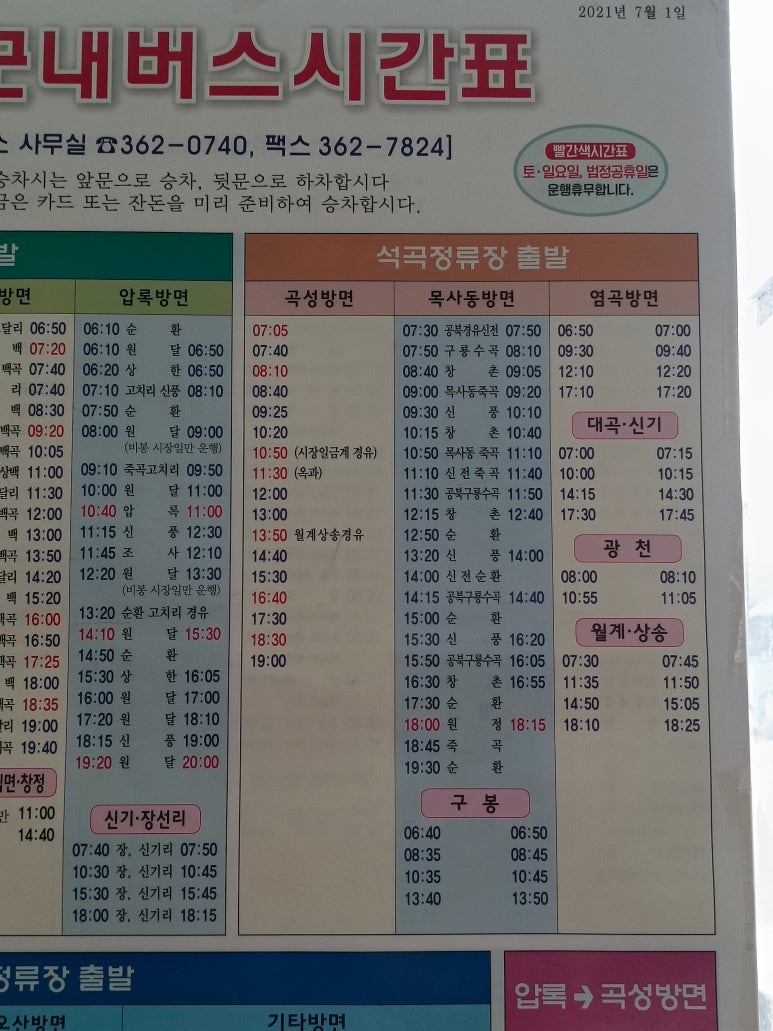 2021년 7월 1일
군내버스시간표
사무실 ☎362-0740, 팩스 362-7824]
승차시는 앞문으로 승차, 뒷문으로 하차합시다
금은 카드 또는 잔돈을 미리 준비하여 승차합시다.
빨간색시간표
토·일요일, 법정공휴일은
운행휴무합니다.
발
방면
달리 06:50
백 07:20
백곡 07:40
리 07:40
백 08:30
백곡 09:20
백곡 10:05
상백 11:00
달리 11:30
백곡 12:00
백 13:00
백곡 13:50
달리 14:20
백 15:20
백곡 16:00
백곡 16:50
백곡 17:25
백 18:00
백곡 18:35
달리 19:00
백곡 19:40
면·창정
만 11:00
14:40
압록방면
06:10 순 환
06:10 원 달 06:50
06:20 상 한 06:50
07:10 고치리 신풍 08:10
07:50 순 환
08:00 원 달 09:00
(비봉 시장일만 운행)
09:10 죽곡고치리 09:50
10:00 원 달 11:00
10:40 압 록 11:00
11:15 신 풍 12:30
11:45 조 사 12:10
12:20 원 달 13:30
(비봉 시장일만 운행)
13:20 순환 고치리 경유
14:10 원 달 15:30
14:50 순 환
15:30 상 한 16:05
16:00 원 달 17:00
17:20 원 달 18:10
18:15 신 풍 19:00
19:20 원 달 20:00
신기·장선리
07:40 장, 신기리 07:50
10:30 장, 신기리 10:45
15:30 장, 신기리 15:45
18:00 장, 신기리 18:15
석곡정류장 출발
곡성방면
07:05
07:40
08:10
08:40
09:25
10:20
10:50 (시장일금계 경유)
11:30 (옥과)
12:00
13:00
13:50 월계상송경유
14:40
15:30
16:40
17:30
18:30
19:00
목사동방면
07:30 공북경유신전 07:50
07:50 구룡수곡 08:10
08:40 창 촌 09:05
09:00 목사동죽곡 09:20
09:30 신 풍 10:10
10:15 창 촌 10:40
10:50 목사동 죽곡 11:10
11:10 신전죽곡 11:40
11:30 공북구룡수곡 11:50
12:15 창 촌 12:40
12:50 순 환
13:20 신 풍 14:00
14:00 신전순환
14:15 공북구룡수곡 14:40
15:00 순 환
15:30 신 풍 16:20
15:50 공북구룡수곡 16:05
16:30 창 촌 16:55
17:30 순 환
18:00 원 정 18:15
18:45 죽 곡
19:30 순 환
구 봉
06:40 06:50
08:35 08:45
10:35 10:45
13:40 13:50
염곡방면
06:50 07:00
09:30 09:40
12:10 12:20
17:10 17:20
대곡·신기
07:00 07:15
10:00 10:15
14:15 14:30
17:30 17:45
광 천
08:00 08:10
10:55 11:05
월계·상송
07:30 07:45
11:35 11:50
14:50 15:05
18:10 18:25
정류장 출발
오산방면
기타방면
압록 → 곡성방면